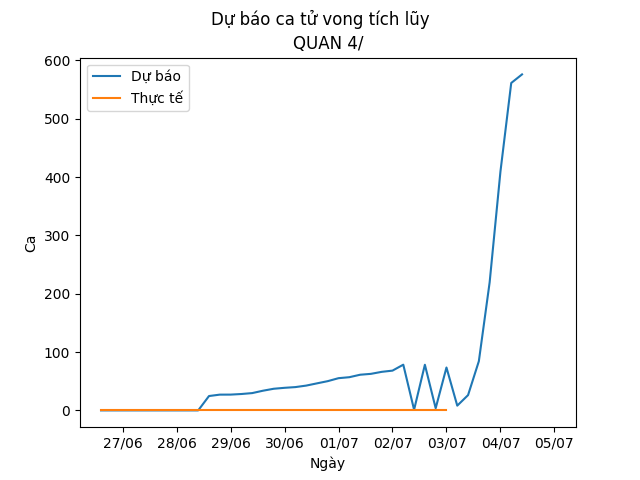 Dự báo ca tử vong tích lũy
QUAN 4/
Dự báo
Thực tế
600
500
400
300
200
100
0
Ca
27/06 28/06 29/06 30/06 01/07 02/07 03/07 04/07 05/07
Ngày